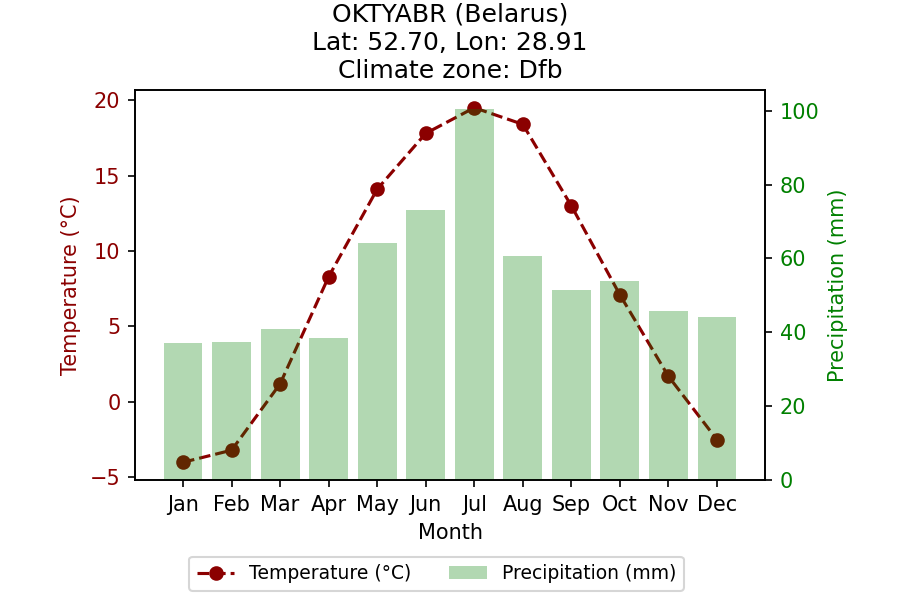 OKTYABR (Belarus)
Lat: 52.70, Lon: 28.91
Climate zone: Dfb
20
15
10
5
0
−5
Temperature (°C)
100
80
60
40
20
0
Precipitation (mm)
Jan Feb Mar Apr May Jun Jul Aug Sep Oct Nov Dec
Month
Temperature (°C) Precipitation (mm)